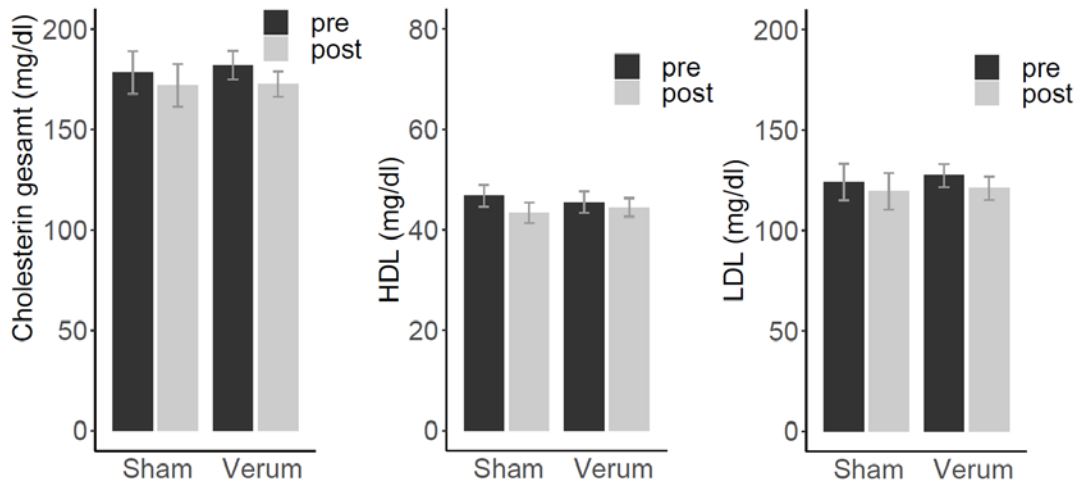 Cholesterin gesamt (mg/dl)
200
150
100
50
0
pre
post
Sham
Verum
HDL (mg/dl)
80
60
40
20
0
pre
post
Sham
Verum
LDL (mg/dl)
200
150
100
50
0
pre
post
Sham
Verum